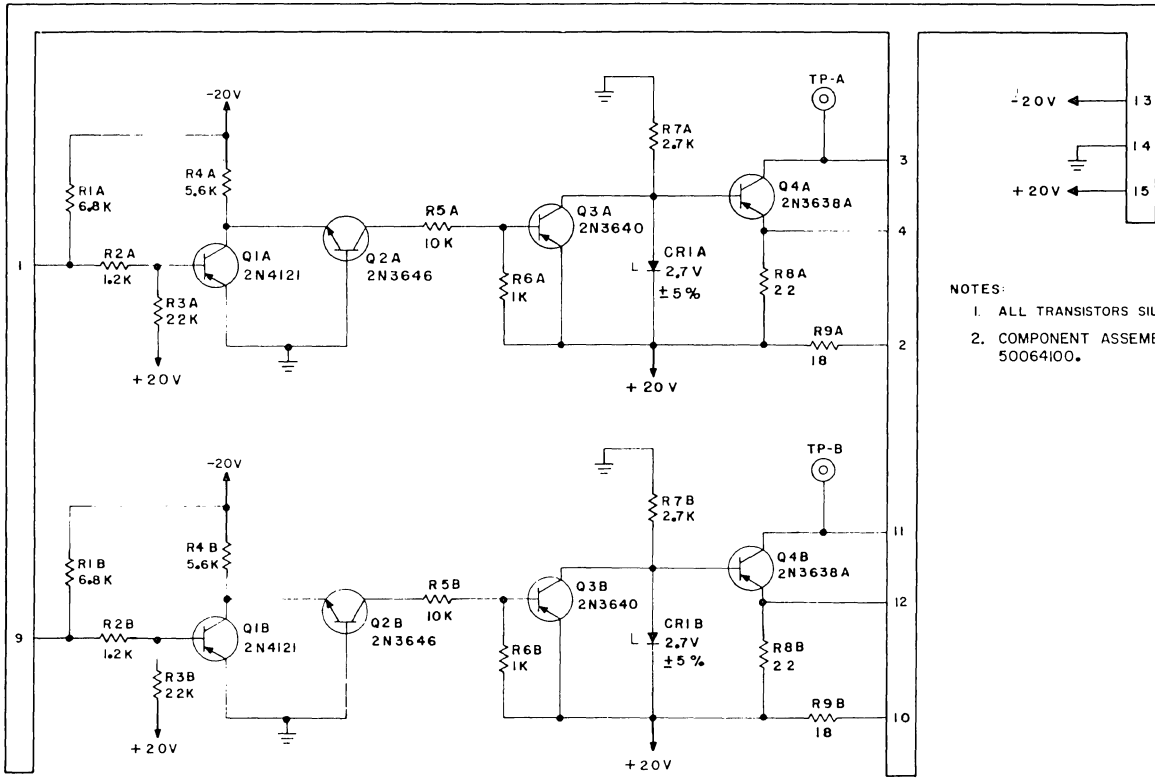 TP-A
-20V
-20V
13
R7A
2.7K
14
R4A
5.6K
3
Q4A
2N3638A
+20V
15
R1A
6.8K
R5A
10K
Q3A
2N3640
4
1
R2A
1.2K
Q1A
2N4121
Q2A
2N3646
R6A
1K
L
CR1A
2.7V
±5%
R8A
22
R3A
22K
NOTES:
1. ALL TRANSISTORS
2. COMPONENT
50064100.
R9A
18
2
+20V
+20V
TP-B
-20V
R7B
2.7K
11
R4B
5.6K
Q4B
2N3638A
R1B
6.8K
R5B
10K
Q3B
2N3640
12
9
R2B
1.2K
Q1B
2N4121
Q2B
2N3646
R6B
1K
L
CR1B
2.7V
±5%
R8B
22
R3B
22K
R9B
18
10
+20V
+20V